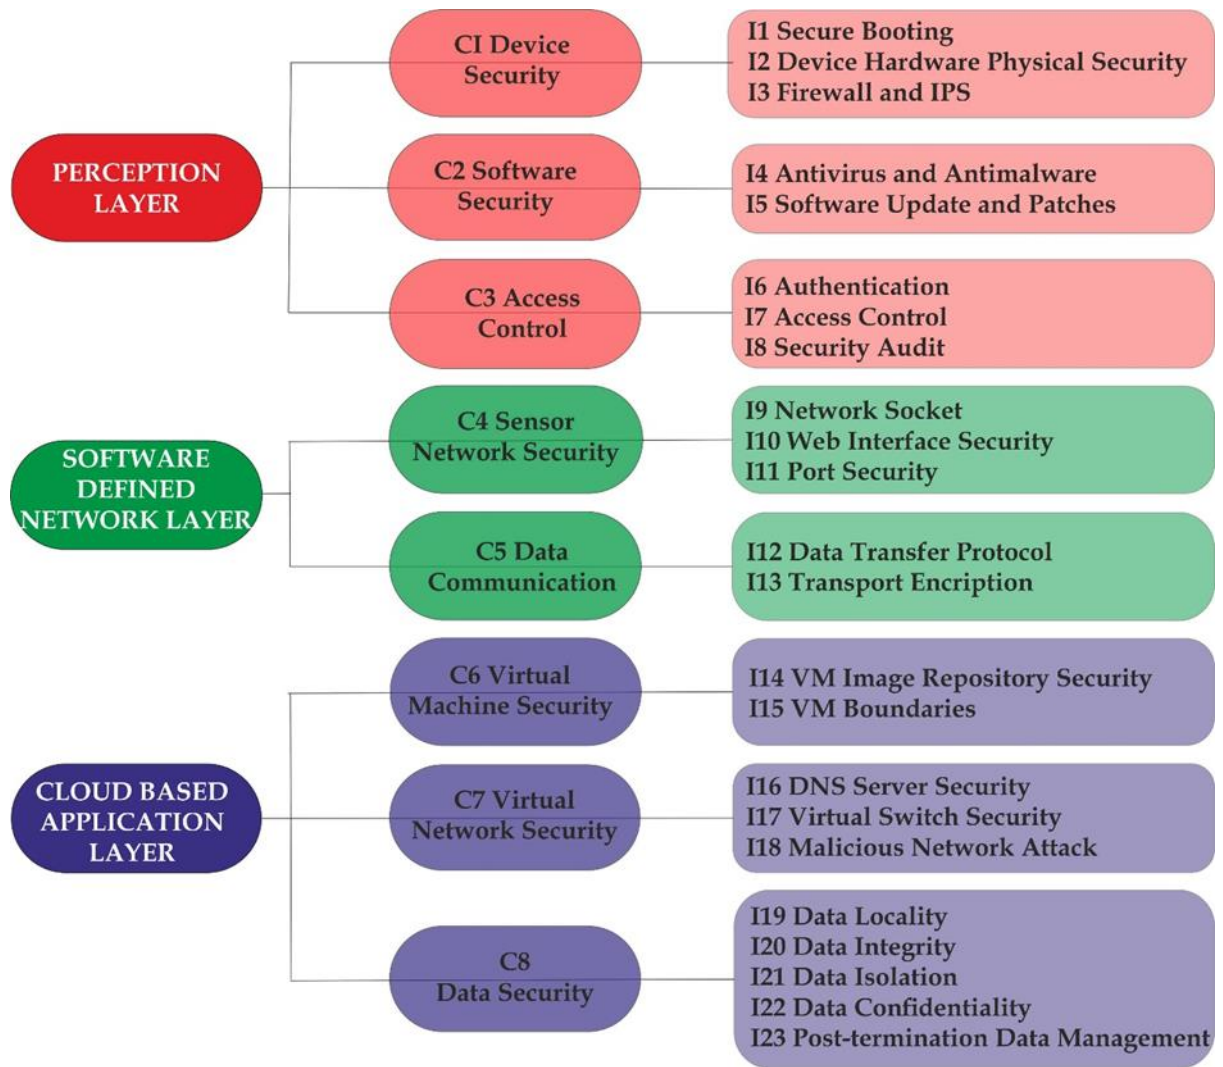 PERCEPTION
LAYER
CI Device
Security
I1 Secure Booting
I2 Device Hardware Physical Security
I3 Firewall and IPS
C2 Software
Security
I4 Antivirus and Antimalware
I5 Software Update and Patches
C3 Access
Control
I6 Authentication
I7 Access Control
I8 Security Audit
SOFTWARE
DEFINED
NETWORK LAYER
C4 Sensor
Network Security
I9 Network Socket
I10 Web Interface Security
I11 Port Security
C5 Data
Communication
I12 Data Transfer Protocol
I13 Transport Encription
CLOUD BASED
APPLICATION
LAYER
C6 Virtual
Machine Security
I14 VM Image Repository Security
I15 VM Boundaries
C7 Virtual
Network Security
I16 DNS Server Security
I17 Virtual Switch Security
I18 Malicious Network Attack
C8
Data Security
I19 Data Locality
I20 Data Integrity
I21 Data Isolation
I22 Data Confidentiality
I23 Post-termination Data Management